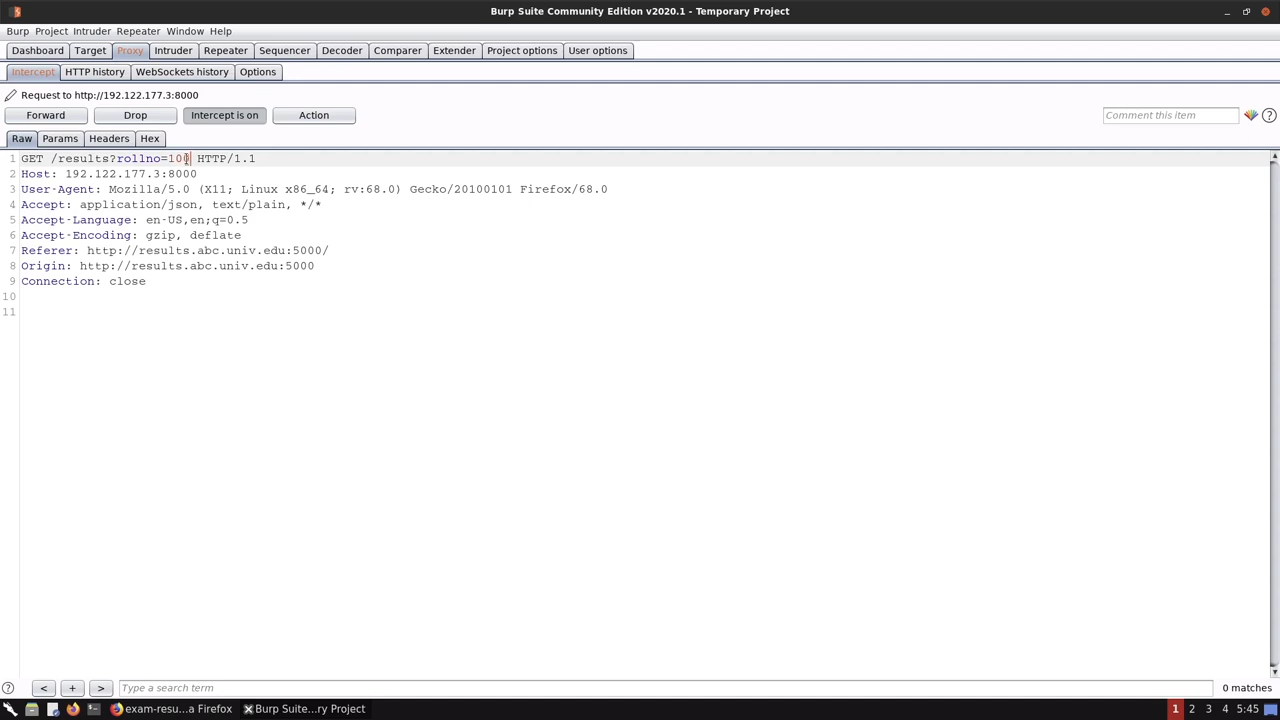 Burp Suite Community Edition v2020.1 - Temporary Project
Burp Project Intruder Repeater Window Help
Dashboard Target Proxy Intruder Repeater Sequencer Decoder Comparer Extender Project options User options
Intercept HTTP history WebSockets history Options
Request to http://192.122.177.3:8000
Forward Drop Intercept is on Action Comment this item ?
Raw Params Headers Hex
1 GET /results?rollno=100 HTTP/1.1
2 Host: 192.122.177.3:8000
3 User-Agent: Mozilla/5.0 (X11; Linux x86_64; rv:68.0) Gecko/20100101 Firefox/68.0
4 Accept: application/json, text/plain, */*
5 Accept-Language: en-US,en;q=0.5
6 Accept-Encoding: gzip, deflate
7 Referer: http://results.abc.univ.edu:5000/
8 Origin: http://results.abc.univ.edu:5000
9 Connection: close
10
11
? < + > Type a search term 0 matches
exam-resu...a Firefox Burp Suite...ry Project 1 2 3 4 5:45